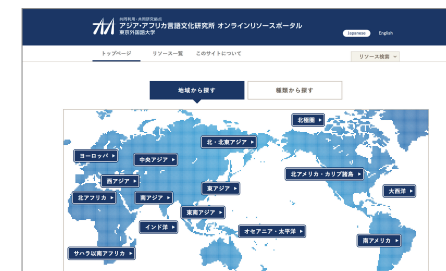 共同利用・共同研究拠点
アジア・アフリカ言語文化研究所 オンラインリソースポータル
東京外国語大学
Japanese English
トップページ リソース一覧 このサイトについて
リソース検索
地域から探す 種類から探す
北極圏
北・北東アジア
ヨーロッパ
中央アジア
北アメリカ・カリブ諸島
西アジア
東アジア
大西洋
北アフリカ
南アジア
東南アジア
インド洋
オセアニア・太平洋
南アメリカ
サハラ以南アフリカ